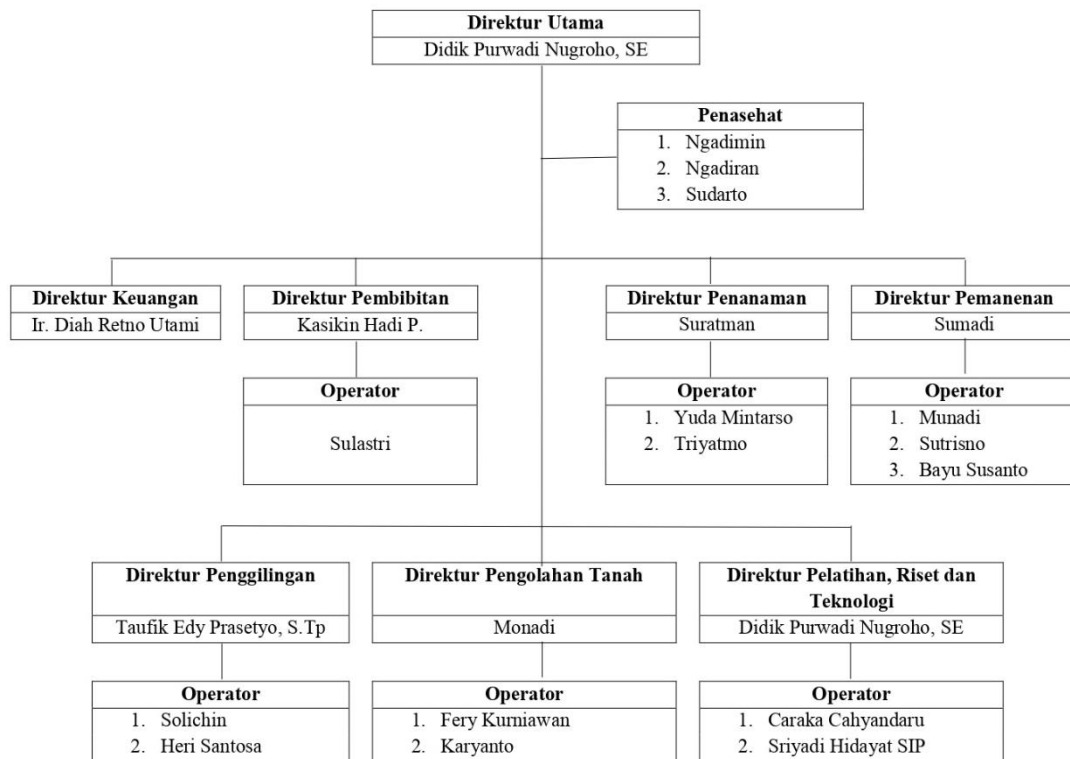 Direktur Utama
Didik Purwadi Nugroho, SE
Penasehat
1. Ngadimin
2. Ngadiran
3. Sudarto
Direktur Keuangan
Ir. Diah Retno Utami
Direktur Pembibitan
Kasikin Hadi P.
Operator
Sulastri
Direktur Penanaman
Suratman
Operator
1. Yuda Mintarso
2. Triyatmo
Direktur Pemanenan
Sumadi
Operator
1. Munadi
2. Sutrisno
3. Bayu Susanto
Direktur Penggilingan
Taufik Edy Prasetyo, S.Tp
Operator
1. Solichin
2. Heri Santosa
Direktur Pengolahan Tanah
Monadi
Operator
1. Fery Kurniawan
2. Karyanto
Direktur Pelatihan, Riset dan
Teknologi
Didik Purwadi Nugroho, SE
Operator
1. Caraka Cahyandaru
2. Sriyadi Hidayat SIP